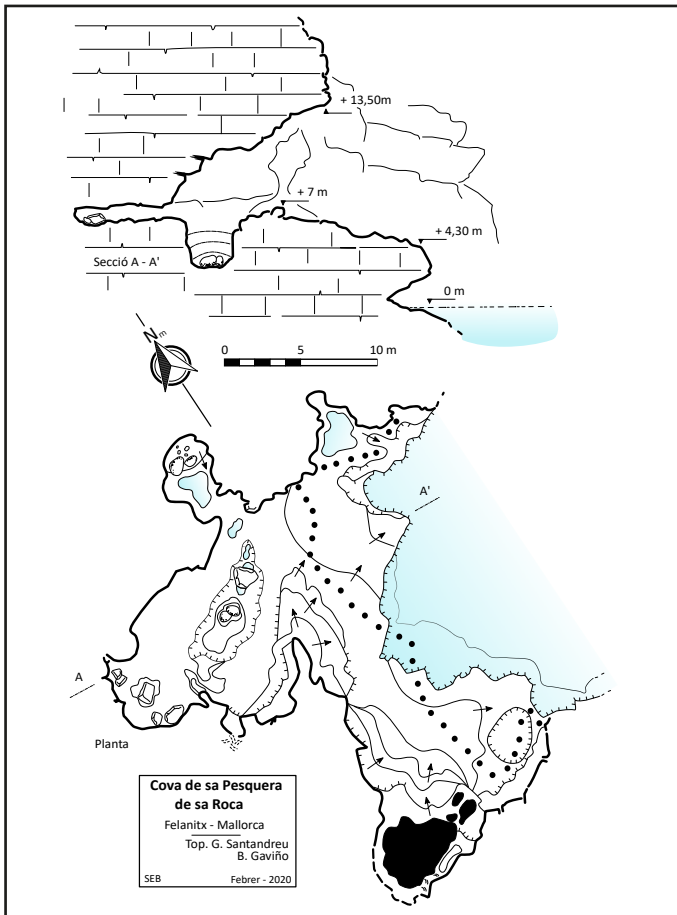 + 13,50m
+ 7 m
+ 4,30 m
Secció A - A'
0 m
N
E
0 5 10 m
A'
A
Planta
Cova de sa Pesquera
de sa Roca
Felanitx - Mallorca
Top. G. Santandreu
B. Gaviño
SEB Febrer - 2020